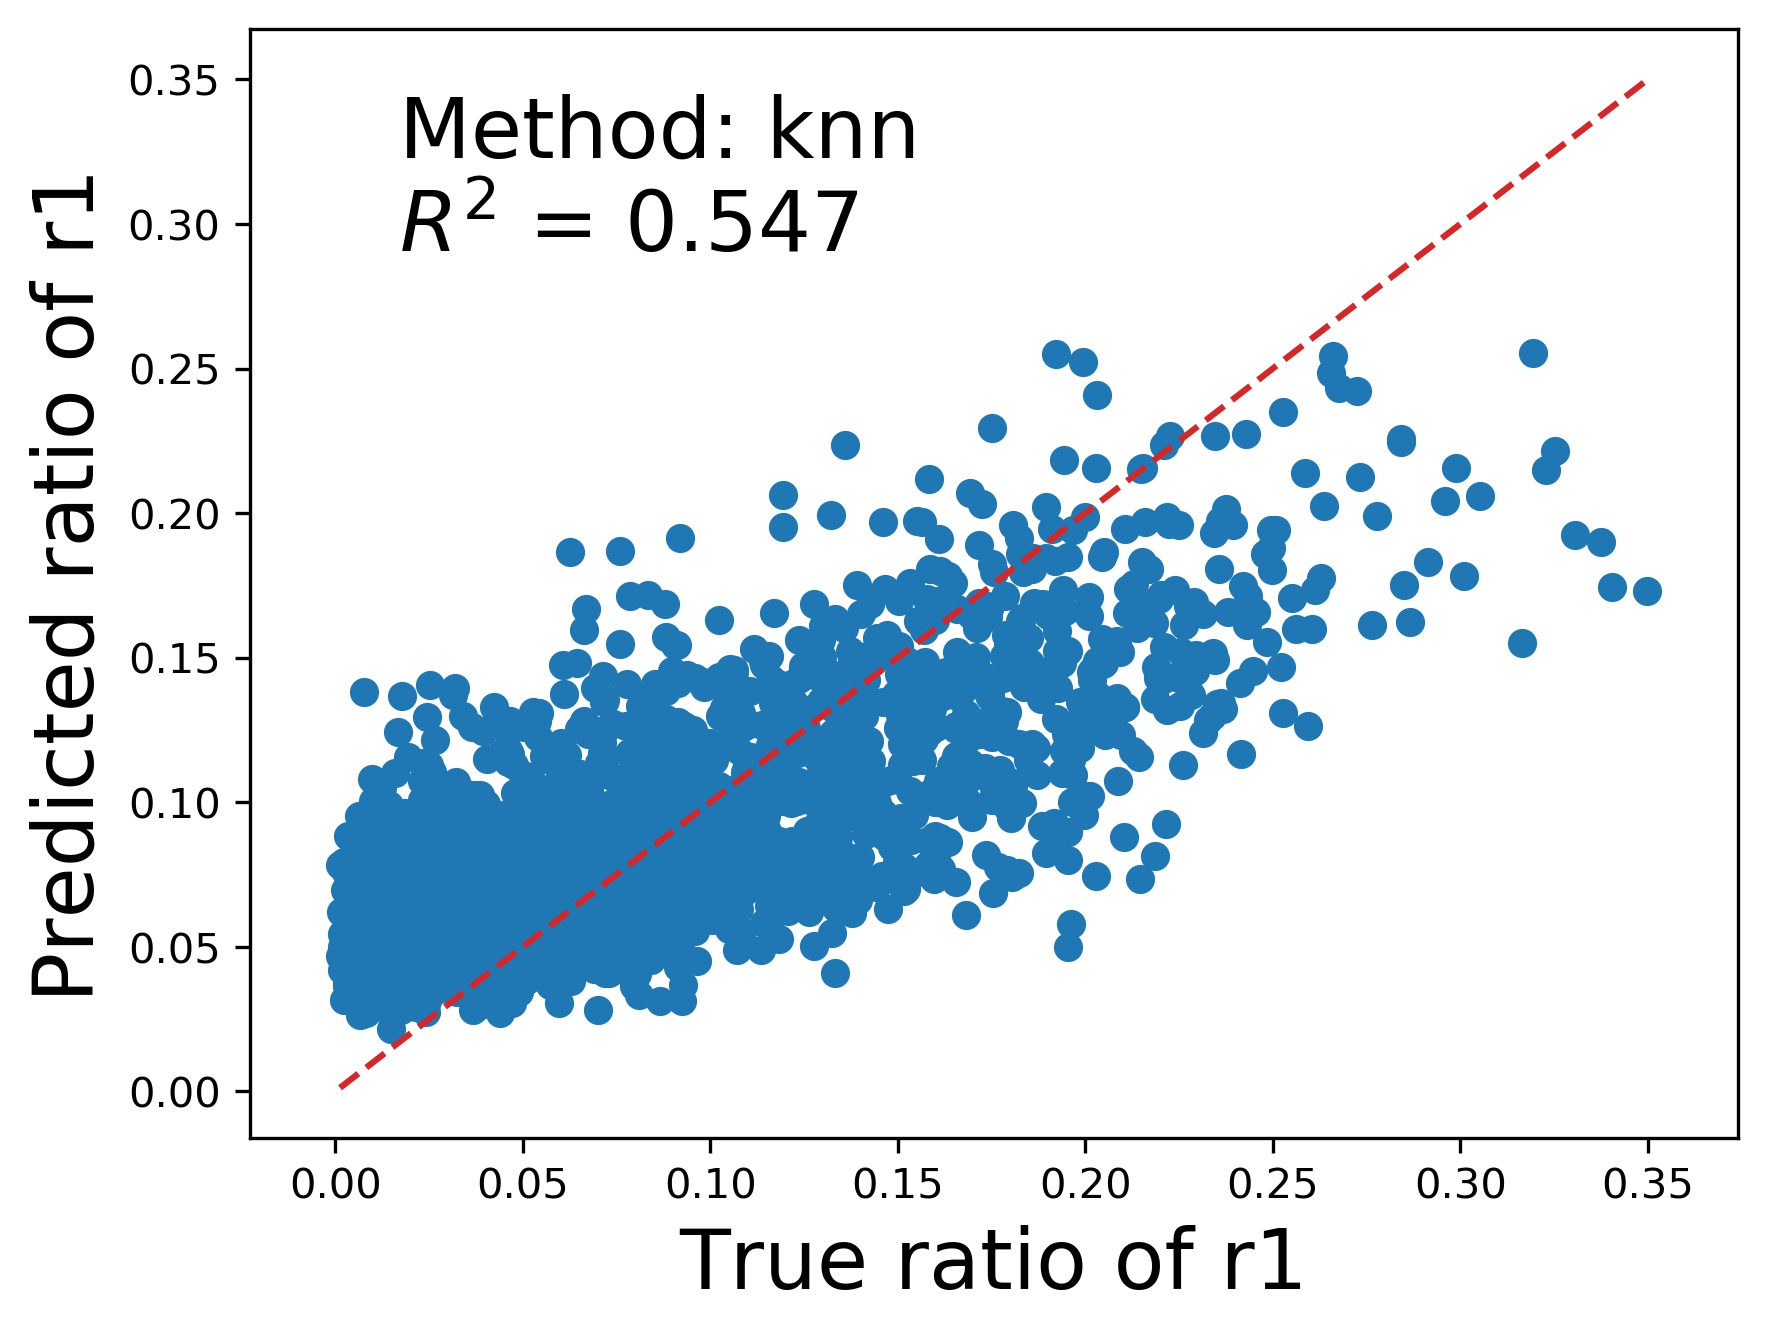 Method: knn
R² = 0.547
Predicted ratio of r1
0.35
0.30
0.25
0.20
0.15
0.10
0.05
0.00
0.00 0.05 0.10 0.15 0.20 0.25 0.30 0.35
True ratio of r1